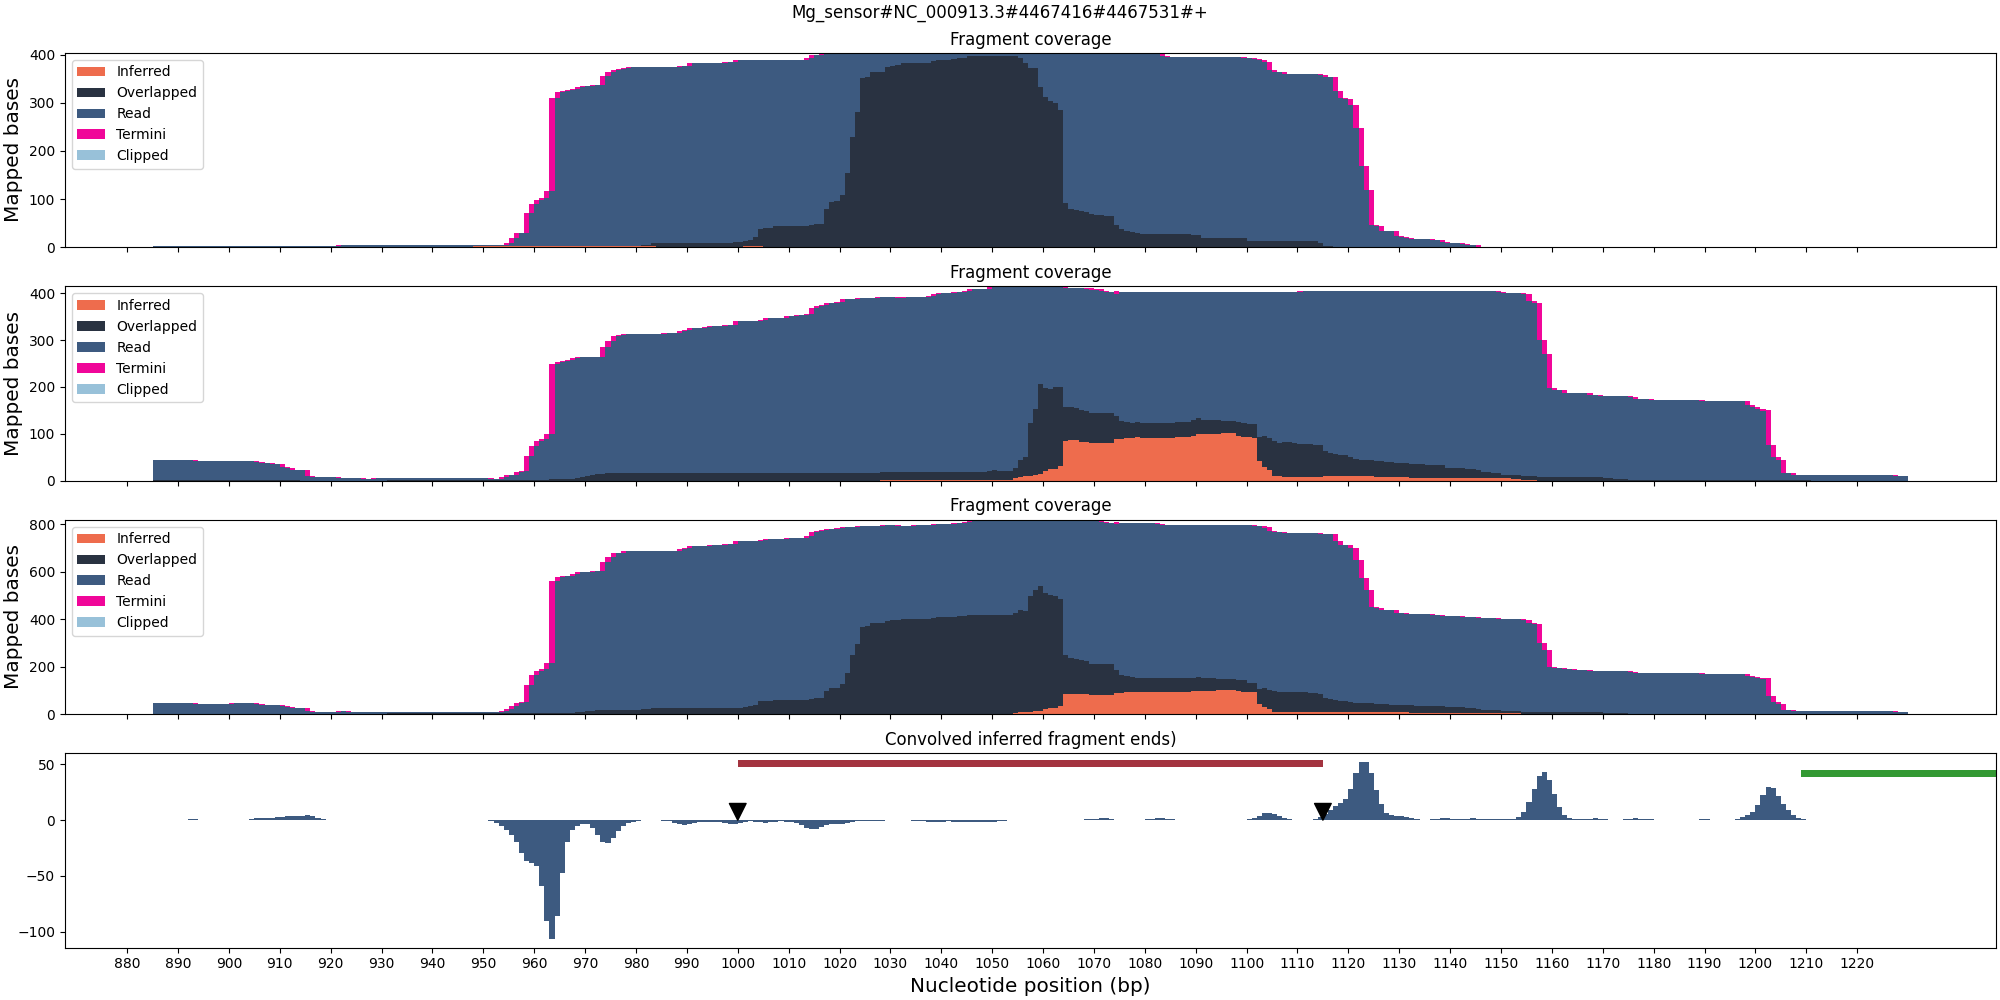 Mg_sensor#NC_000913.3#4467416#4467531#+
Fragment coverage
Mapped bases
400
300
200
100
0
Inferred
Overlapped
Read
Termini
Clipped
Fragment coverage
Mapped bases
400
300
200
100
0
Inferred
Overlapped
Read
Termini
Clipped
Fragment coverage
Mapped bases
800
600
400
200
0
Inferred
Overlapped
Read
Termini
Clipped
Convolved inferred fragment ends)
50
0
−50
−100
880 890 900 910 920 930 940 950 960 970 980 990 1000 1010 1020 1030 1040 1050 1060 1070 1080 1090 1100 1110 1120 1130 1140 1150 1160 1170 1180 1190 1200 1210 1220
Nucleotide position (bp)